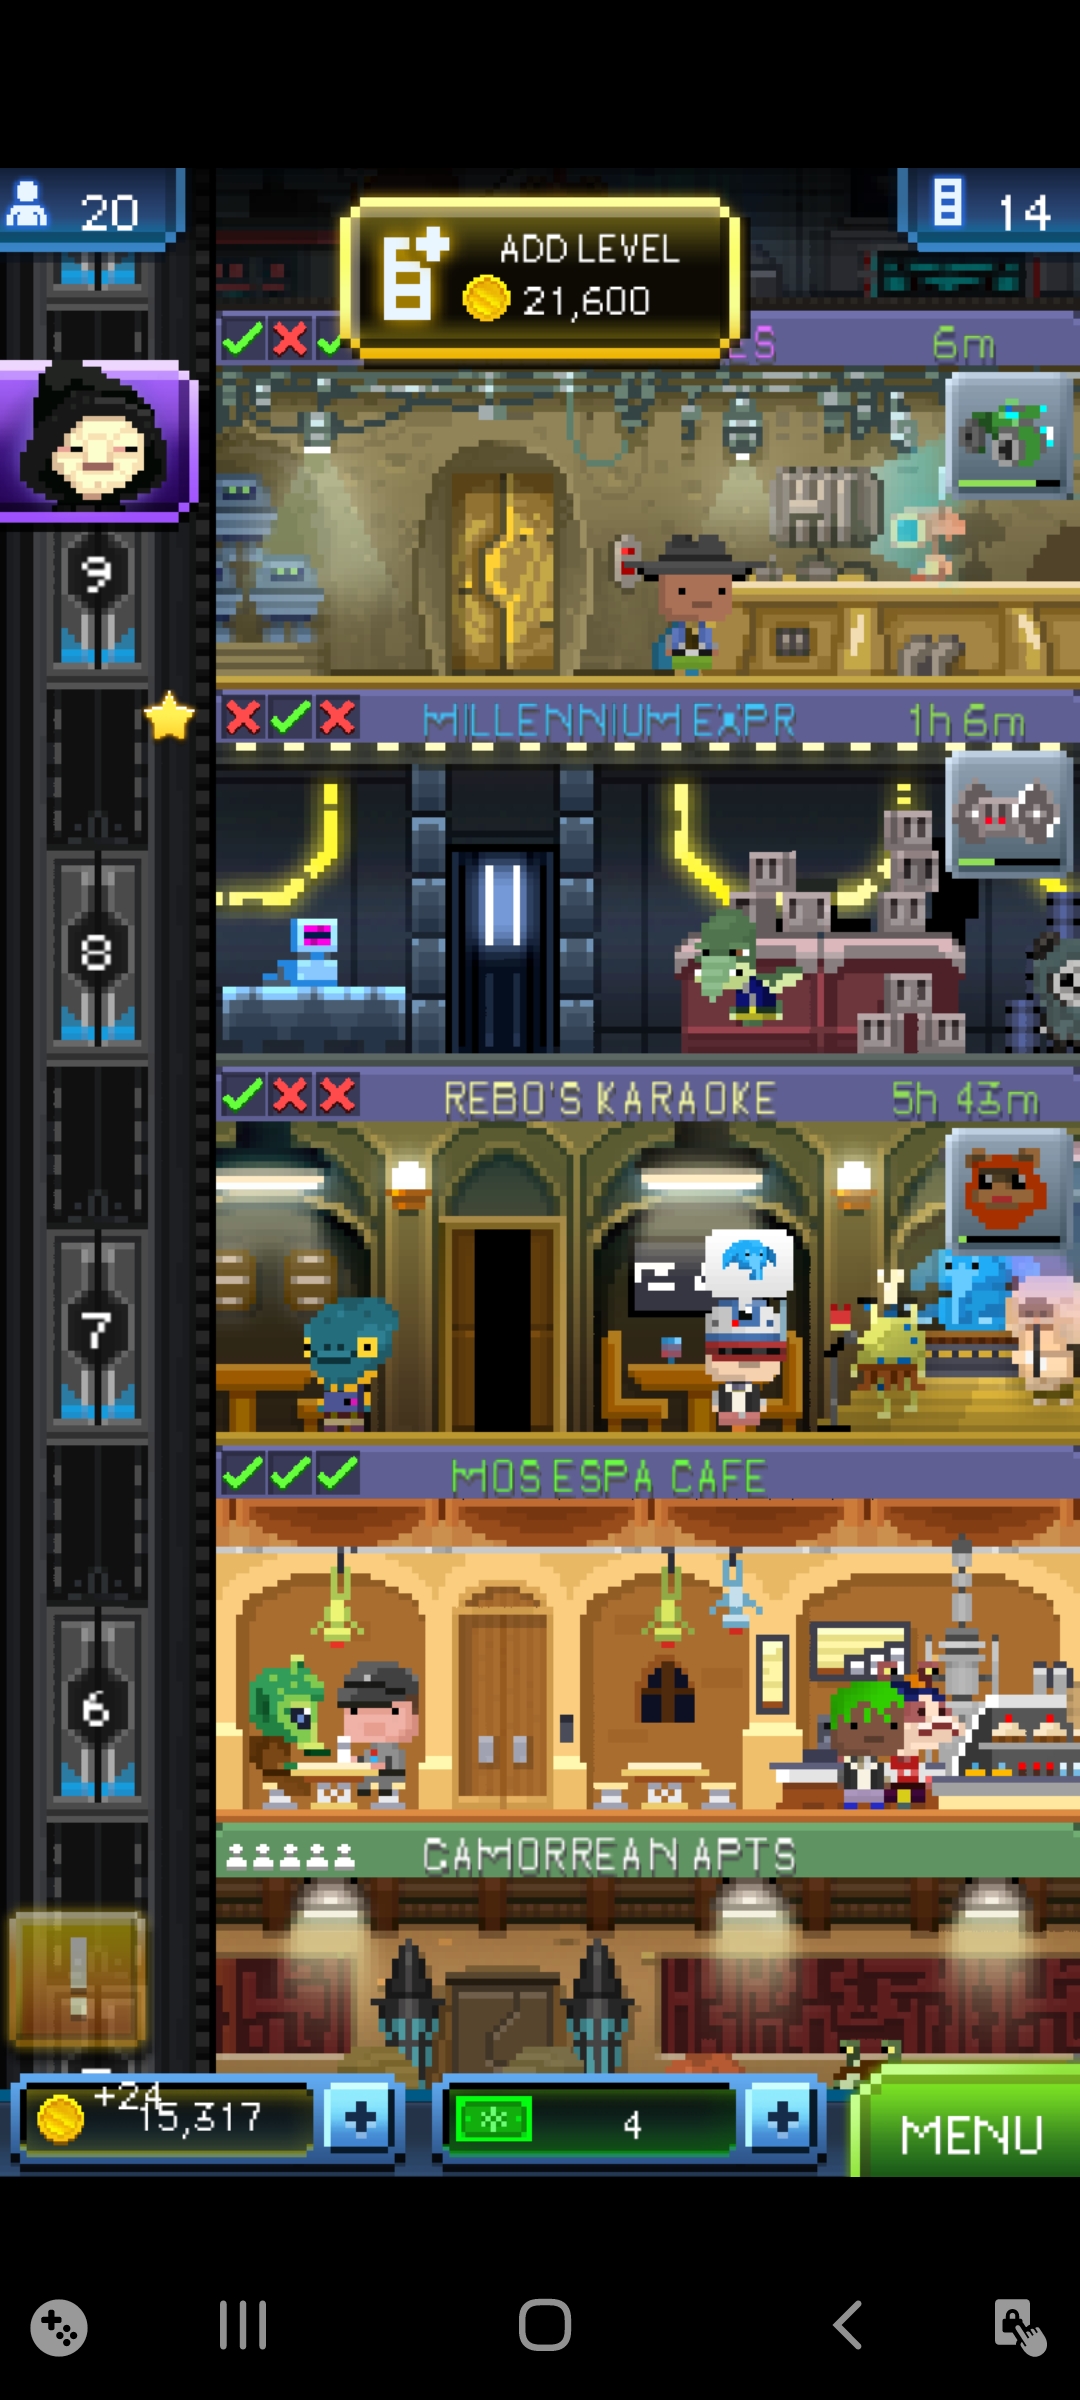 20
ADD LEVEL
21,600
14
6m
9
MILLENNIUM EXPR
1h 6m
8
REBO'S KARAOKE
5h 43m
7
MOS ESPA CAFE
6
GAMORREAN APTS
!
+24
15,317
4
MENU